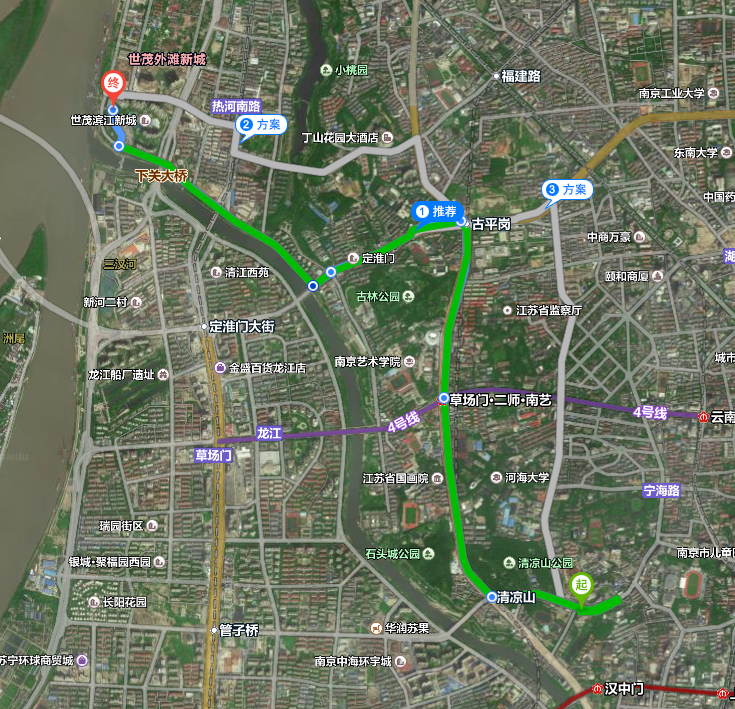 世茂外滩新城
终
小桃园
福建路
南京工业大学
热河南路
世茂滨江新城
2 方案
丁山花园大酒店
东南大学
下关大桥
3 方案
中国药
1 推荐
古平岗
中商万豪
定淮门
三汊河
清江西苑
湖
颐和商厦
新河二村
古林公园
江苏省监察厅
定淮门大街
洲尾
南京艺术学院
城市
金盛百货龙江店
龙江船厂遗址
草场门·二师·南艺
4号线
云南
4号线
龙江
草场门
江苏省国画院
河海大学
宁海路
瑞园街区
石头城公园
南京市儿童
银城·聚福园西园
清凉山公园
起
长阳花园
清凉山
管子桥
华润苏果
苏宁环球商贸城
南京中海环宇城
汉中门